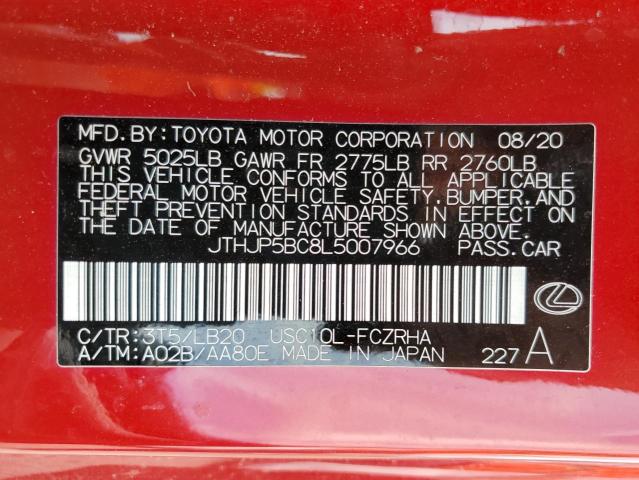 MFD. BY: TOYOTA MOTOR CORPORATION 08/20
GVWR 5025LB GAWR FR 2775LB RR 2760LB
THIS VEHICLE CONFORMS TO ALL APPLICABLE
FEDERAL MOTOR VEHICLE SAFETY, BUMPER, AND
THEFT PREVENTION STANDARDS IN EFFECT ON
THE DATE OF MANUFACTURE SHOWN ABOVE.
JTHJP5BC8L5007966 PASS.CAR
C/TR: 3T5/LB20 USC10L-FCZRHA
A/TM: A02B/AA80E MADE IN JAPAN 227 A